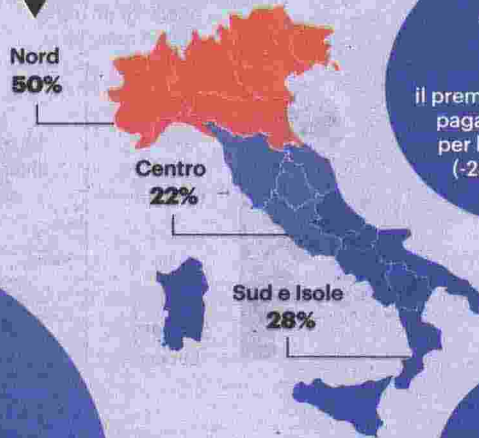 Nord
50%
il prem
paga
per l
(-2
Centro
22%
Sud e Isole
28%